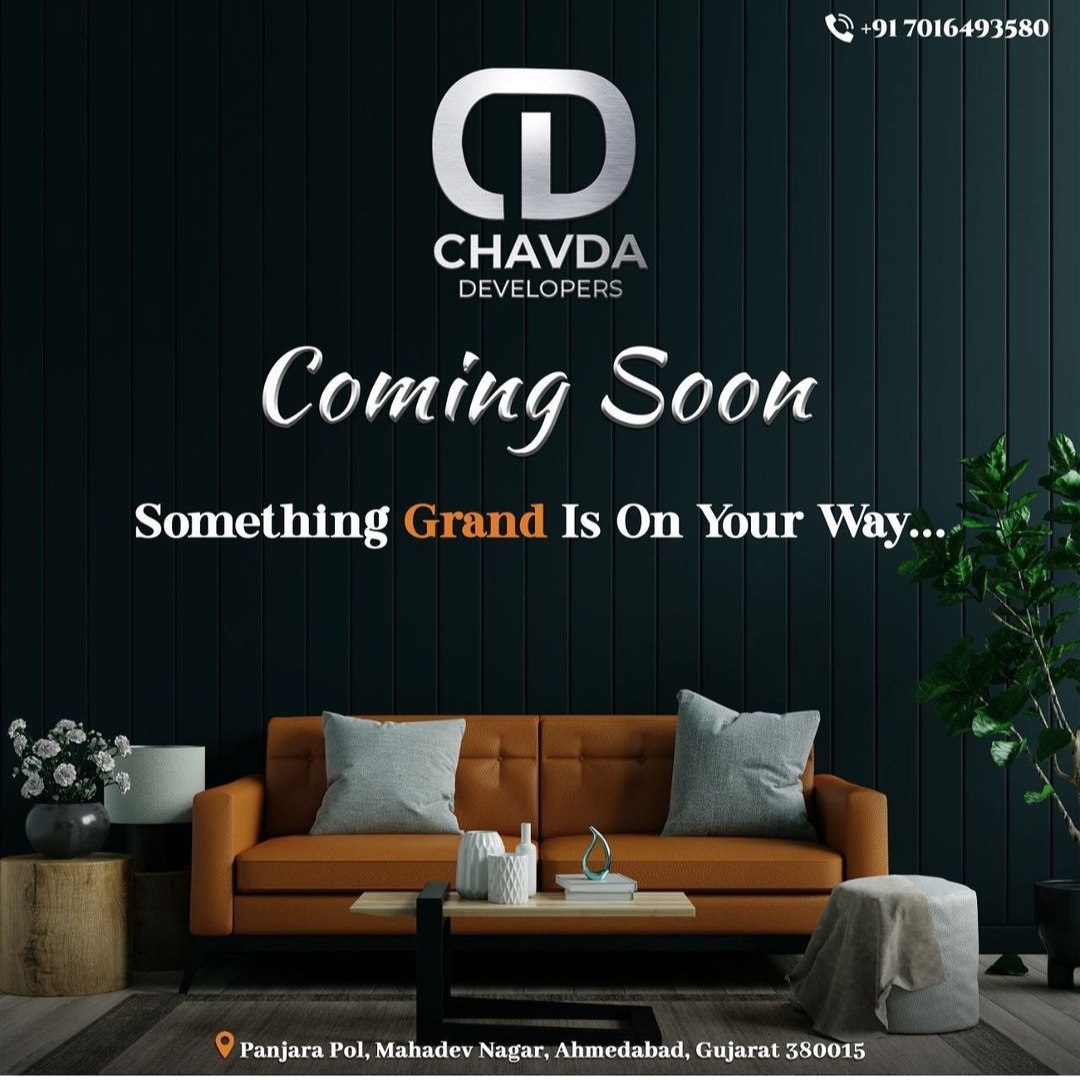 +91 7016493580
CHAVDA
DEVELOPERS
Coming Soon
Something Grand Is On Your Way...
Panjara Pol, Mahadev Nagar, Ahmedabad, Gujarat 380015